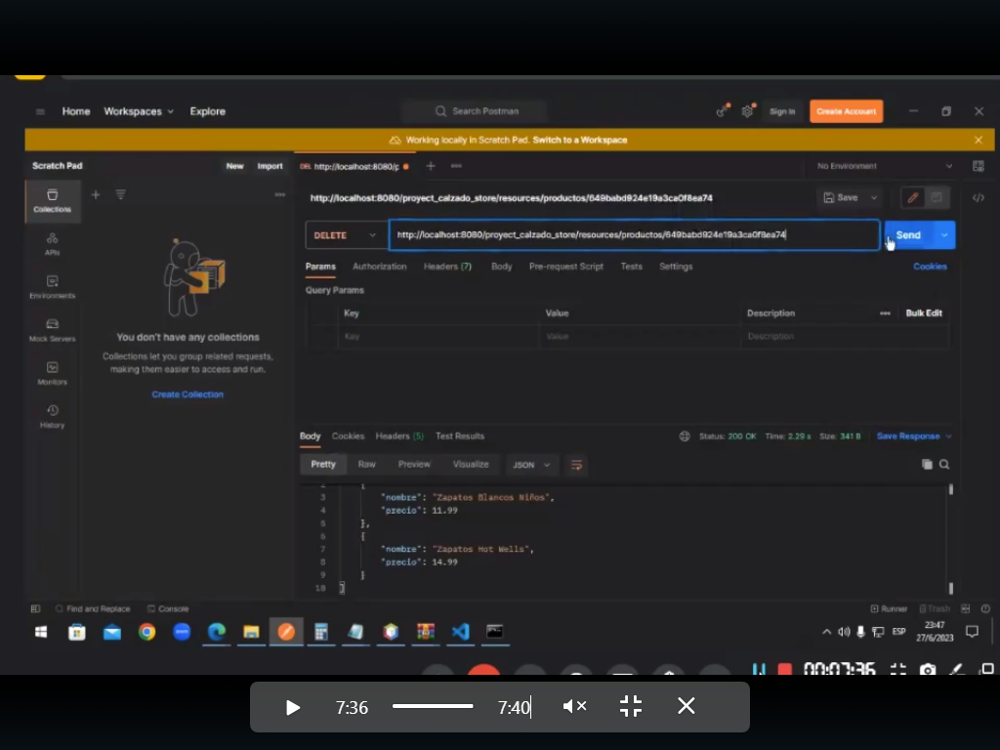 Home Workspaces Explore Search Postman Sign In Create Account
Working locally in Scratch Pad. Switch to a Workspace
Scratch Pad New Import DEL http://localhost:8080/p No Environment
http://localhost:8080/proyect_calzado_store/resources/productos/649babd924e19a3ca0f8ea74 Save
Collections
DELETE http://localhost:8080/proyect_calzado_store/resources/productos/649babd924e19a3ca0f8ea74 Send
APIs
Params Authorization Headers (7) Body Pre-request Script Tests Settings Cookies
Environments
Query Params
Key Value Description Bulk Edit
Mock Servers
Key Value Description
You don't have any collections
Collections let you group related requests,
making them easier to access and run.
Monitors
Create Collection
History
Body Cookies Headers (5) Test Results Status: 200 OK Time: 2.29 s Size: 341 B Save Response
Pretty Raw Preview Visualize JSON
2 {
3 "nombre": "Zapatos Blancos Niños",
4 "precio": 11.99
5 },
6 {
7 "nombre": "Zapatos Hot Wells",
8 "precio": 14.99
9 }
10 ]
Find and Replace Console Runner Trash
ESP 23:47
27/6/2023
00:07:36
7:36 7:40